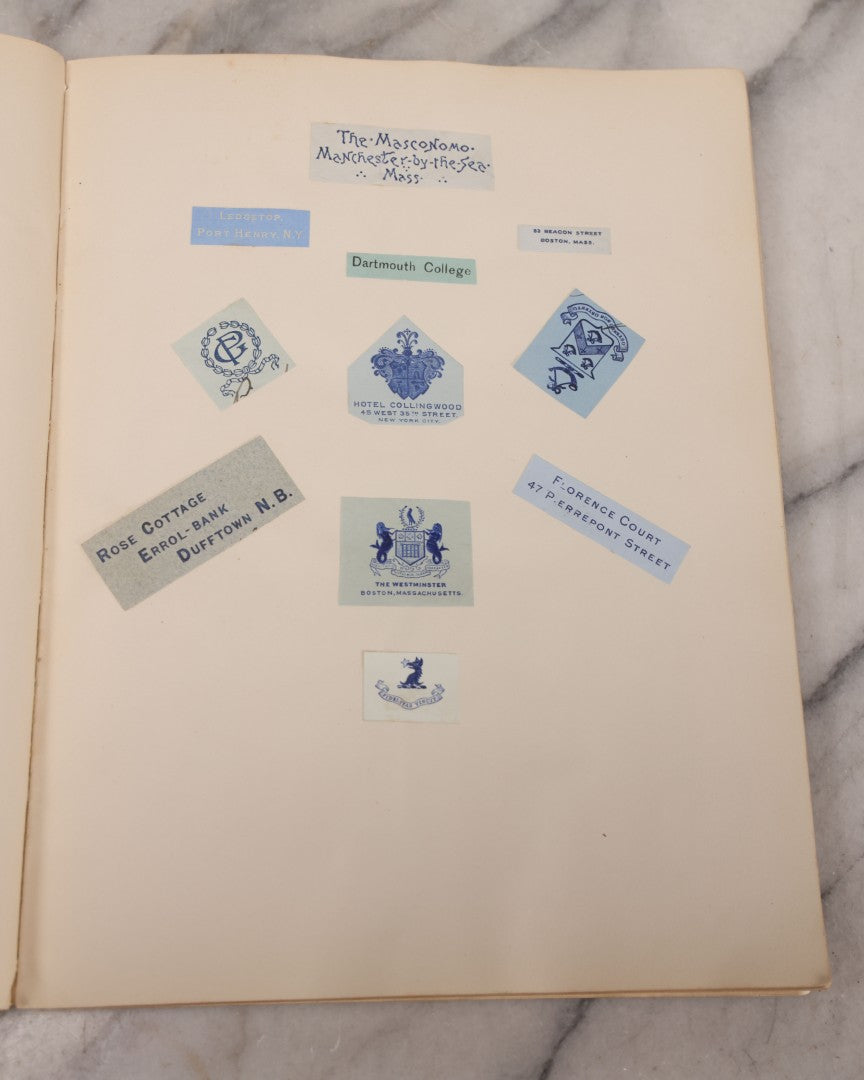 The·Masconomo·
Manchester·by·the·Sea·
Mass·
Ledgetop,
Port Henry, N.Y.
53 Beacon Street
Boston, Mass.
Dartmouth College
Hotel Collingwood
45 West 35th Street,
New York City.
Rose Cottage
Errol-Bank
Dufftown N.B.
Florence Court
47 Pierrepont Street
The Westminster
Boston, Massachusetts.